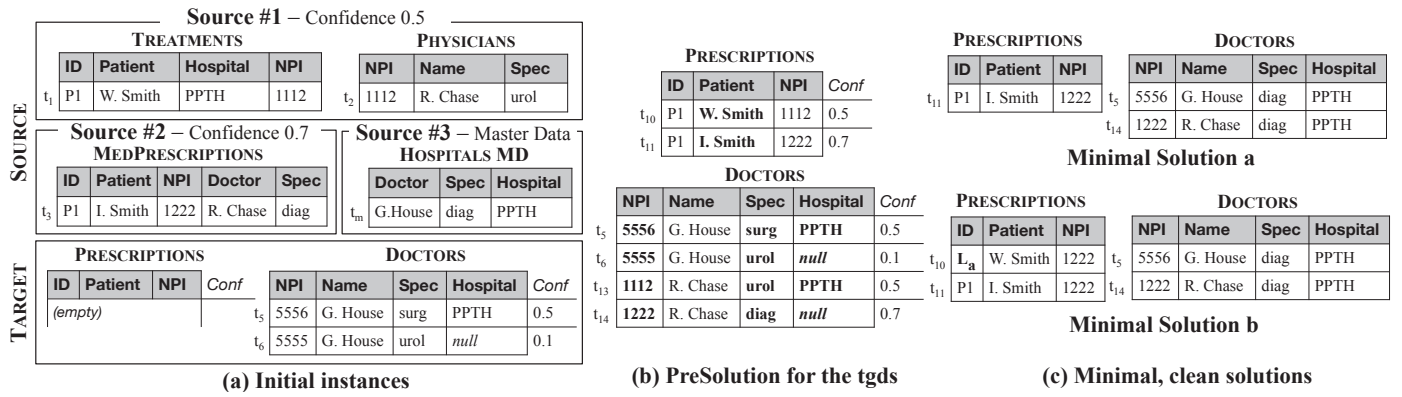 SOURCE
Source #1 – Confidence 0.5
TREATMENTS
ID Patient Hospital NPI
t1 P1 W. Smith PPTH 1112
PHYSICIANS
NPI Name Spec
t2 1112 R. Chase urol
Source #2 – Confidence 0.7
MEDPRESCRIPTIONS
ID Patient NPI Doctor Spec
t3 P1 I. Smith 1222 R. Chase diag
Source #3 – Master Data
HOSPITALS MD
Doctor Spec Hospital
tm G.House diag PPTH
TARGET
PRESCRIPTIONS
ID Patient NPI Conf
(empty)
DOCTORS
NPI Name Spec Hospital Conf
t5 5556 G. House surg PPTH 0.5
t6 5555 G. House urol null 0.1
(a) Initial instances
PRESCRIPTIONS
ID Patient NPI Conf
t10 P1 W. Smith 1112 0.5
t11 P1 I. Smith 1222 0.7
DOCTORS
NPI Name Spec Hospital Conf
t5 5556 G. House surg PPTH 0.5
t6 5555 G. House urol null 0.1
t13 1112 R. Chase urol PPTH 0.5
t14 1222 R. Chase diag null 0.7
(b) PreSolution for the tgds
PRESCRIPTIONS
ID Patient NPI
t11 P1 I. Smith 1222
DOCTORS
NPI Name Spec Hospital
t5 5556 G. House diag PPTH
t14 1222 R. Chase diag PPTH
Minimal Solution a
PRESCRIPTIONS
ID Patient NPI
t10 La W. Smith 1222
t11 P1 I. Smith 1222
DOCTORS
NPI Name Spec Hospital
t5 5556 G. House diag PPTH
t14 1222 R. Chase diag PPTH
Minimal Solution b
(c) Minimal, clean solutions